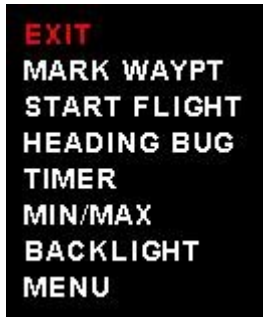 EXIT
MARK WAYPT
START FLIGHT
HEADING BUG
TIMER
MIN/MAX
BACKLIGHT
MENU